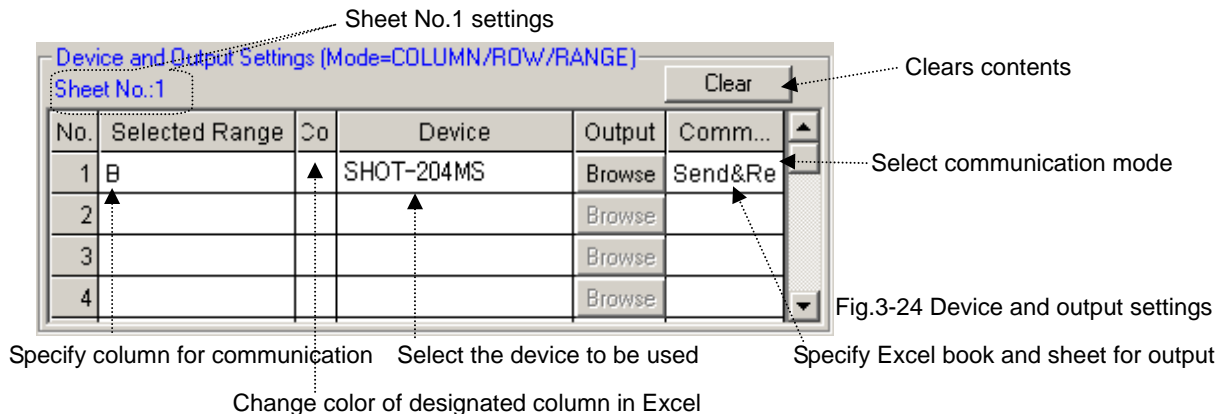 Sheet No.1 settings
Device and Output Settings (Mode=COLUMN/ROW//RANGE)
Sheet No.:1
Clear
Clears contents
No. Selected Range Co Device Output Comm...
1 B SHOT-204MS Browse Send&Re
Select communication mode
2 Browse
3 Browse
4 Browse
Fig.3-24 Device and output settings
Specify column for communication
Select the device to be used
Specify Excel book and sheet for output
Change color of designated column in Excel